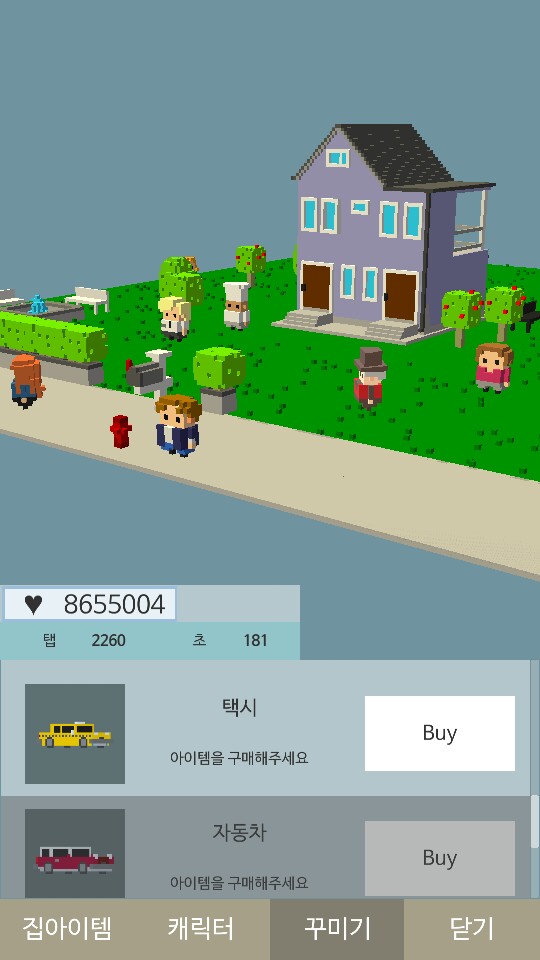 ♥ 8655004
탭 2260 초 181
택시
아이템을 구매해주세요
Buy
자동차
아이템을 구매해주세요
Buy
집아이템 캐릭터 꾸미기 닫기